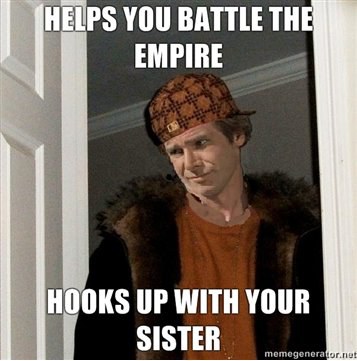 HELPS YOU BATTLE THE
EMPIRE
HOOKS UP WITH YOUR
SISTER
memegenerator.net